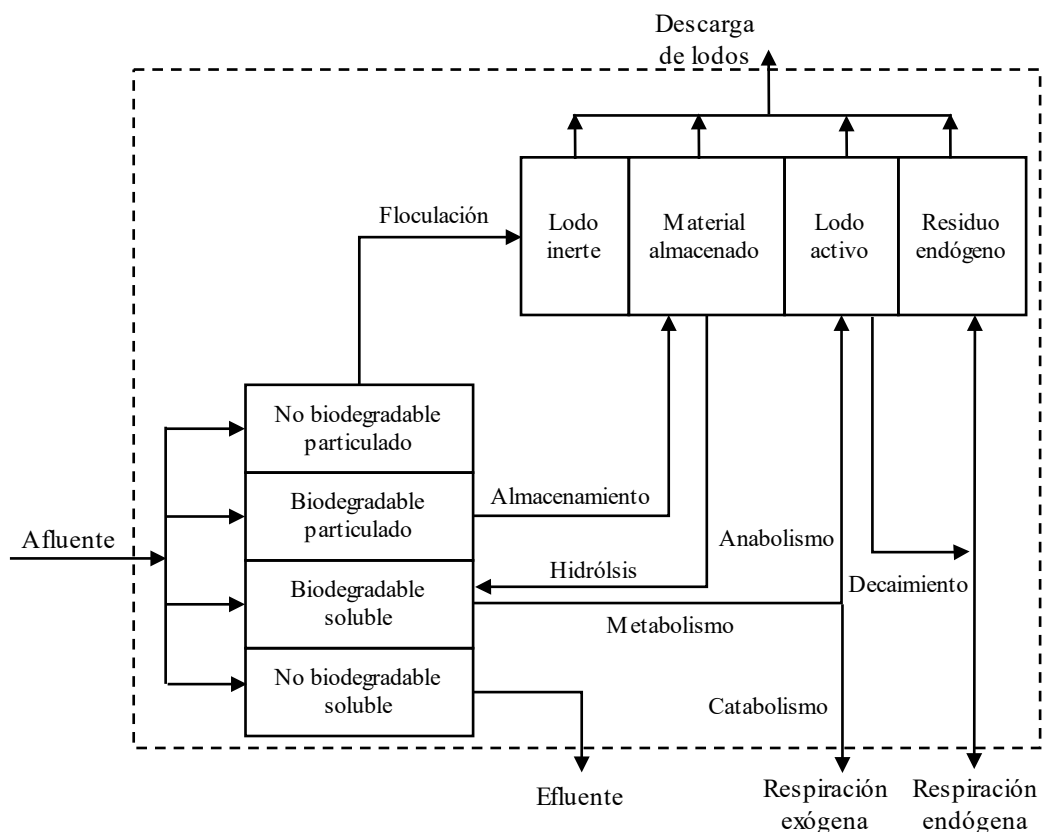 Descarga
de lodos
Floculación
Lodo
inerte
Material
almacenado
Lodo
activo
Residuo
endógeno
No biodegradable
particulado
Biodegradable
particulado
Almacenamiento
Afluente
Anabolismo
Hidrólsis
Decaimiento
Biodegradable
soluble
Metabolismo
No biodegradable
soluble
Catabolismo
Efluente
Respiración
exógena
Respiración
endógena